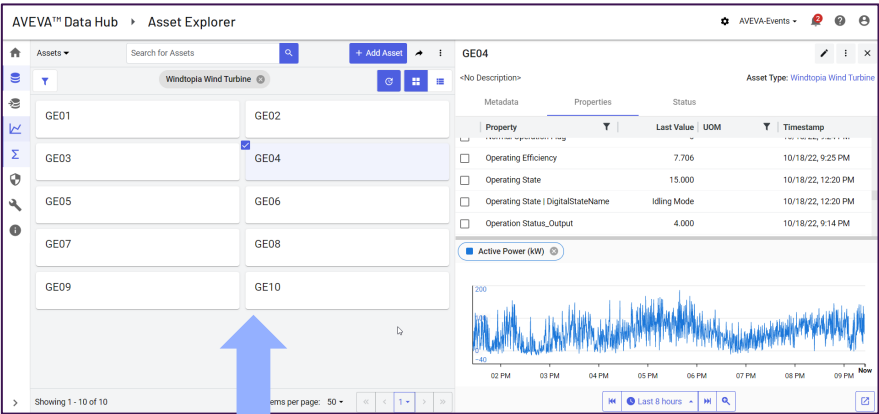 AVEVA™ Data Hub
Asset Explorer
AVEVA-Events
Assets
Search for Assets
+ Add Asset
Windtopia Wind Turbine
GE01
GE02
GE03
GE04
GE05
GE06
GE07
GE08
GE09
GE10
Showing 1 - 10 of 10
per page: 50
1
GE04
<No Description>
Asset Type: Windtopia Wind Turbine
Metadata Properties Status
Property Last Value UOM Timestamp
Operating Efficiency 7.706 10/18/22, 9:25 PM
Operating State 15.000 10/18/22, 12:20 PM
Operating State | DigitalStateName Idling Mode 10/18/22, 12:20 PM
Operation Status_Output 4.000 10/18/22, 9:14 PM
Active Power (kW)
200
-40
02 PM 03 PM 04 PM 05 PM 06 PM 07 PM 08 PM 09 PM Now
Last 8 hours